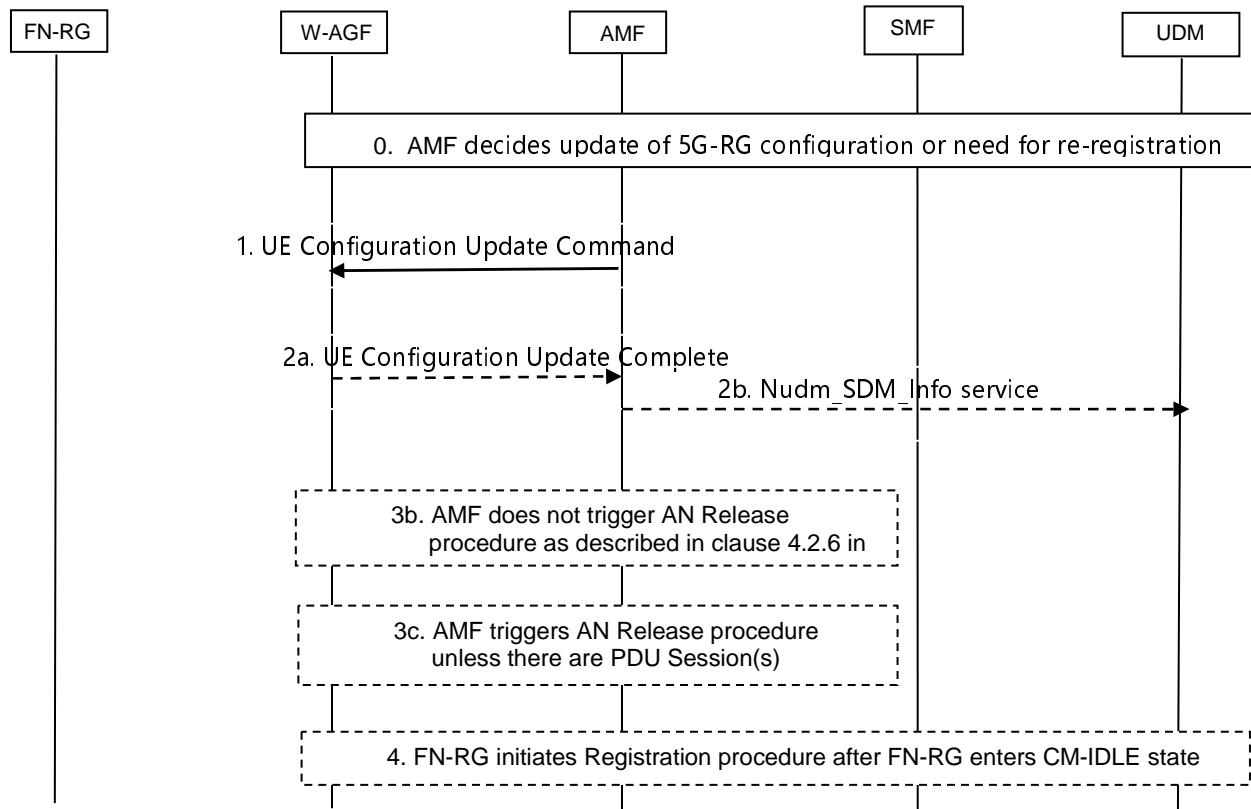 FN-RG
W-AGF
AMF
SMF
UDM
0. AMF decides update of 5G-RG configuration or need for re-registration
1. UE Configuration Update Command
2a. UE Configuration Update Complete
2b. Nudm_SDM_Info service
3b. AMF does not trigger AN Release
procedure as described in clause 4.2.6 in
3c. AMF triggers AN Release procedure
unless there are PDU Session(s)
4. FN-RG initiates Registration procedure after FN-RG enters CM-IDLE state